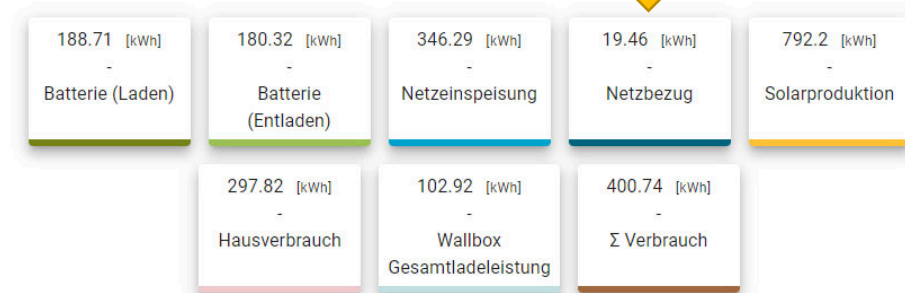 188.71 [kWh]
-
Batterie (Laden)
180.32 [kWh]
-
Batterie
(Entladen)
346.29 [kWh]
-
Netzeinspeisung
19.46 [kWh]
-
Netzbezug
792.2 [kWh]
-
Solarproduktion
297.82 [kWh]
-
Hausverbrauch
102.92 [kWh]
-
Wallbox
Gesamtladeleistung
400.74 [kWh]
-
Σ Verbrauch